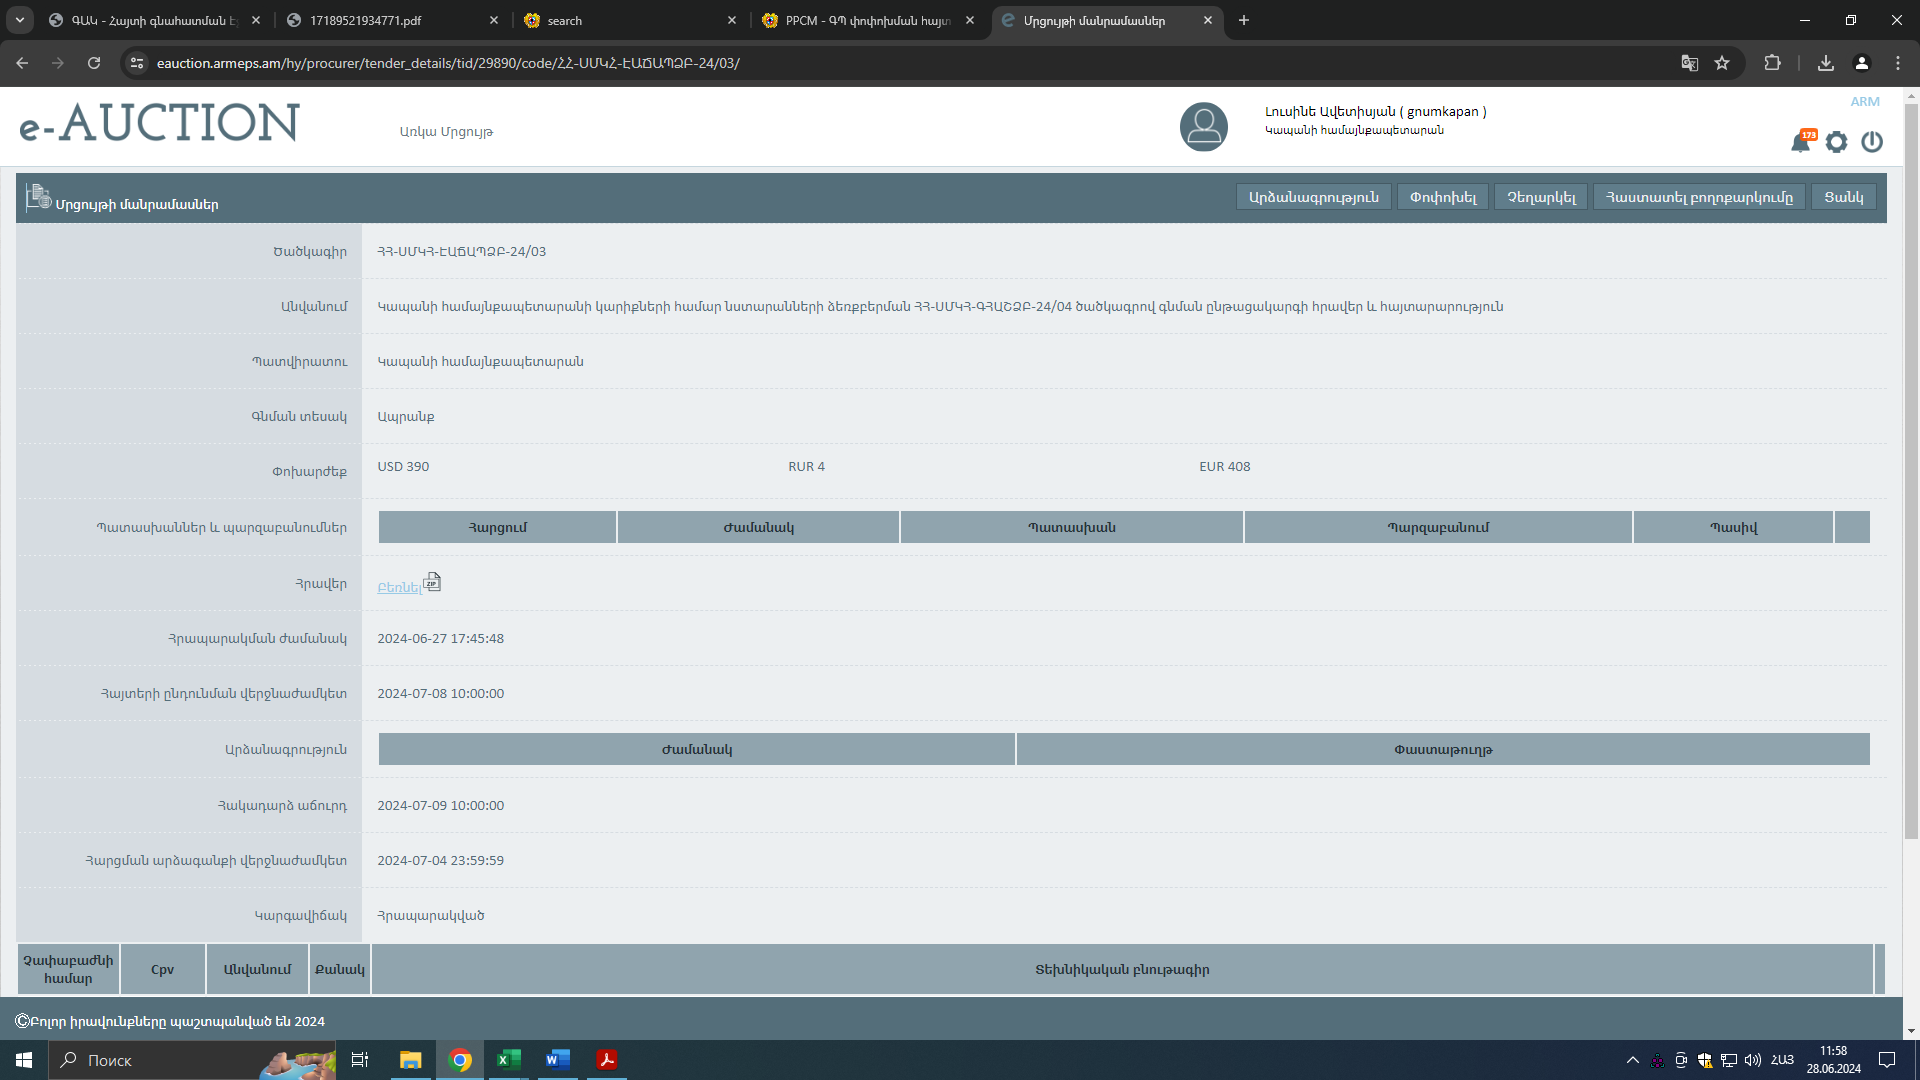 ԳԱԿ - Հայտի գնահատման է
17189521934771.pdf
search
PPCM - ԳՊ փոփոխման հայտ
Մրցույթի մանրամասներ
eauction.armeps.am/hy/procurer/tender_details/tid/29890/code/ՀՀ-ՍՄԿՀ-ԷԱՃԱՊՁԲ-24/03/
e-AUCTION
Առկա Մրցույթ
Լուսինե Ավետիսյան ( gnumkapan )
Կապանի համայնքապետարան
ARM
173
Մրցույթի մանրամասներ
Արձանագրություն Փոփոխել Չեղարկել Հաստատել բողոքարկումը Ցանկ
Ծածկագիր ՀՀ-ՍՄԿՀ-ԷԱՃԱՊՁԲ-24/03
Անվանում Կապանի համայնքապետարանի կարիքների համար նստարանների ձեռքբերման ՀՀ-ՍՄԿՀ-ԳՀԱՇՁԲ-24/04 ծածկագրով գնման ընթացակարգի հրավեր և հայտարարություն
Պատվիրատու Կապանի համայնքապետարան
Գնման տեսակ Ապրանք
Փոխարժեք USD 390 RUR 4 EUR 408
Պատասխաններ և պարզաբանումներ Հարցում Ժամանակ Պատասխան Պարզաբանում Պասիվ
Հրավեր Բեռնել ZIP
Հրապարակման ժամանակ 2024-06-27 17:45:48
Հայտերի ընդունման վերջնաժամկետ 2024-07-08 10:00:00
Արձանագրություն Ժամանակ Փաստաթուղթ
Հակադարձ աճուրդ 2024-07-09 10:00:00
Հարցման արձագանքի վերջնաժամկետ 2024-07-04 23:59:59
Կարգավիճակ Հրապարակված
Չափաբաժնի համար Cpv Անվանում Քանակ Տեխնիկական բնութագիր
©Բոլոր իրավունքները պաշտպանված են 2024
Поиск
ՀԱՅ
11:58
28.06.2024